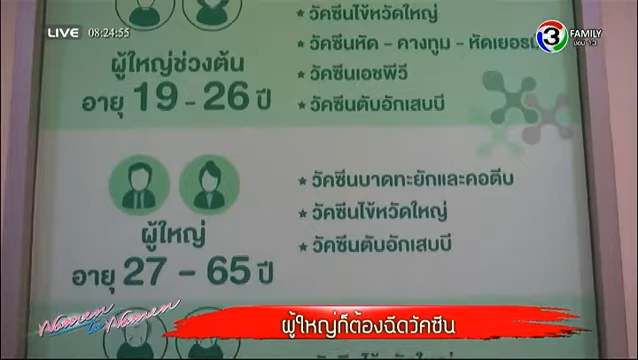 LIVE 08:24:55
3 FAMILY
ช่อง 13
★ วัคซีนไข้หวัดใหญ่
★ วัคซีนหัด - คางทูม - หัดเยอรมัน
★ วัคซีนเอชพีวี
★ วัคซีนตับอักเสบบี
ผู้ใหญ่ช่วงต้น
อายุ 19 - 26 ปี
★ วัคซีนบาดทะยักและคอตีบ
★ วัคซีนไข้หวัดใหญ่
★ วัคซีนตับอักเสบบี
ผู้ใหญ่
อายุ 27 - 65 ปี
Women to Women
ผู้ใหญ่ก็ต้องฉีดวัคซีน